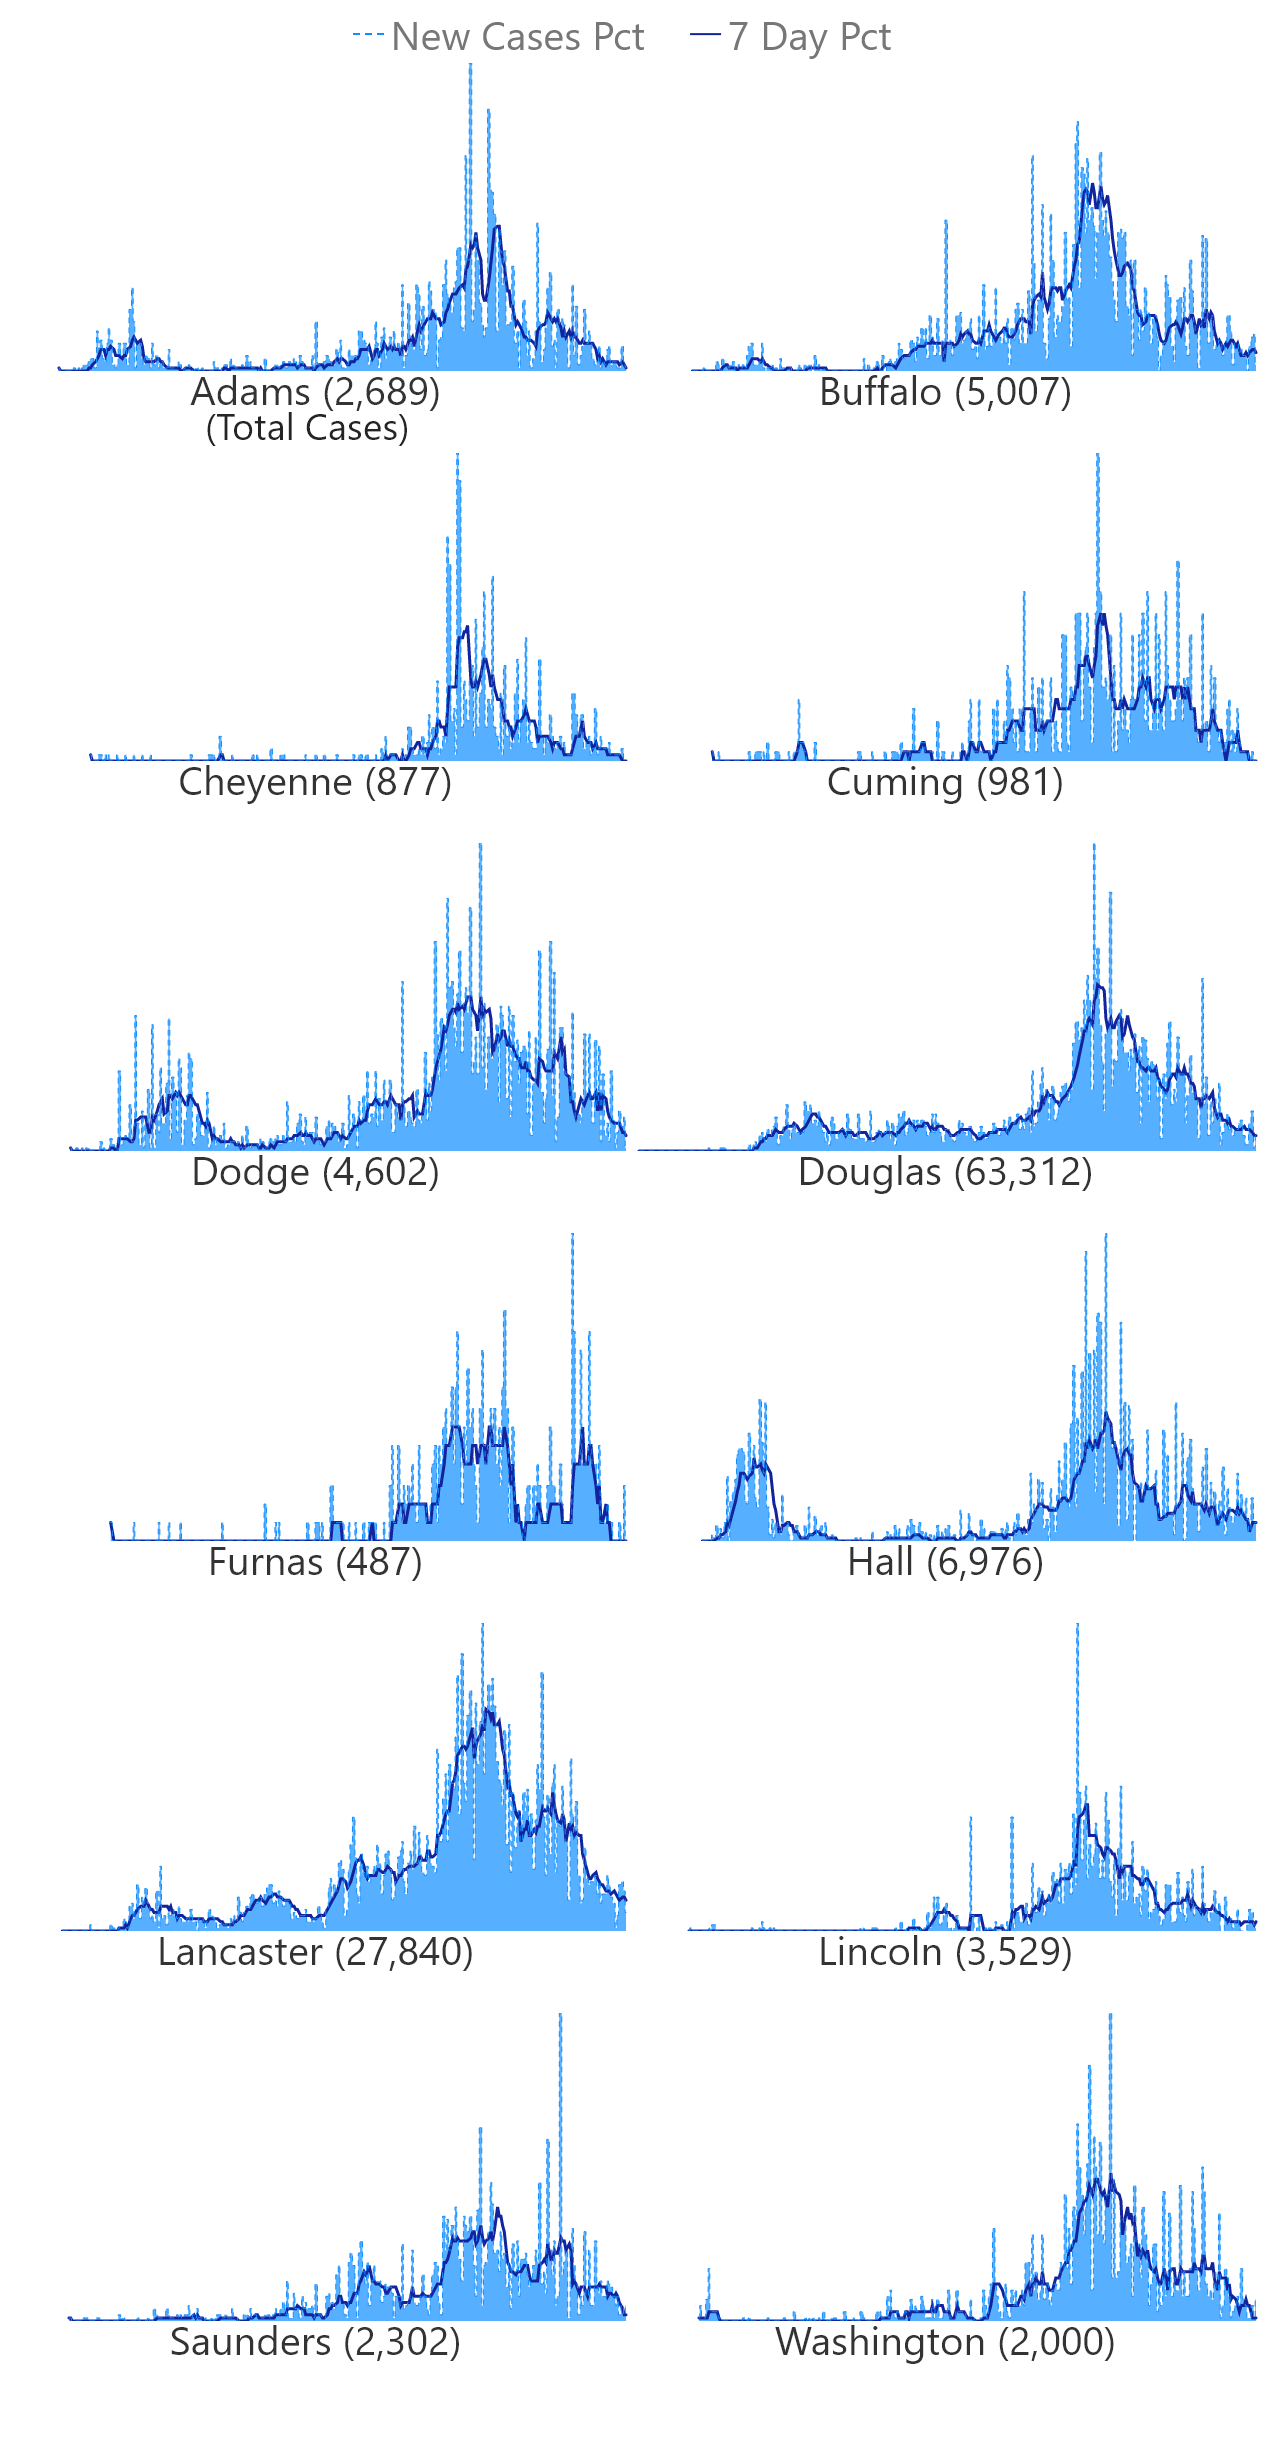 New Cases Pct 7 Day Pct
Adams (2,689)
(Total Cases)
Buffalo (5,007)
Cheyenne (877)
Cuming (981)
Dodge (4,602)
Douglas (63,312)
Furnas (487)
Hall (6,976)
Lancaster (27,840)
Lincoln (3,529)
Saunders (2,302)
Washington (2,000)